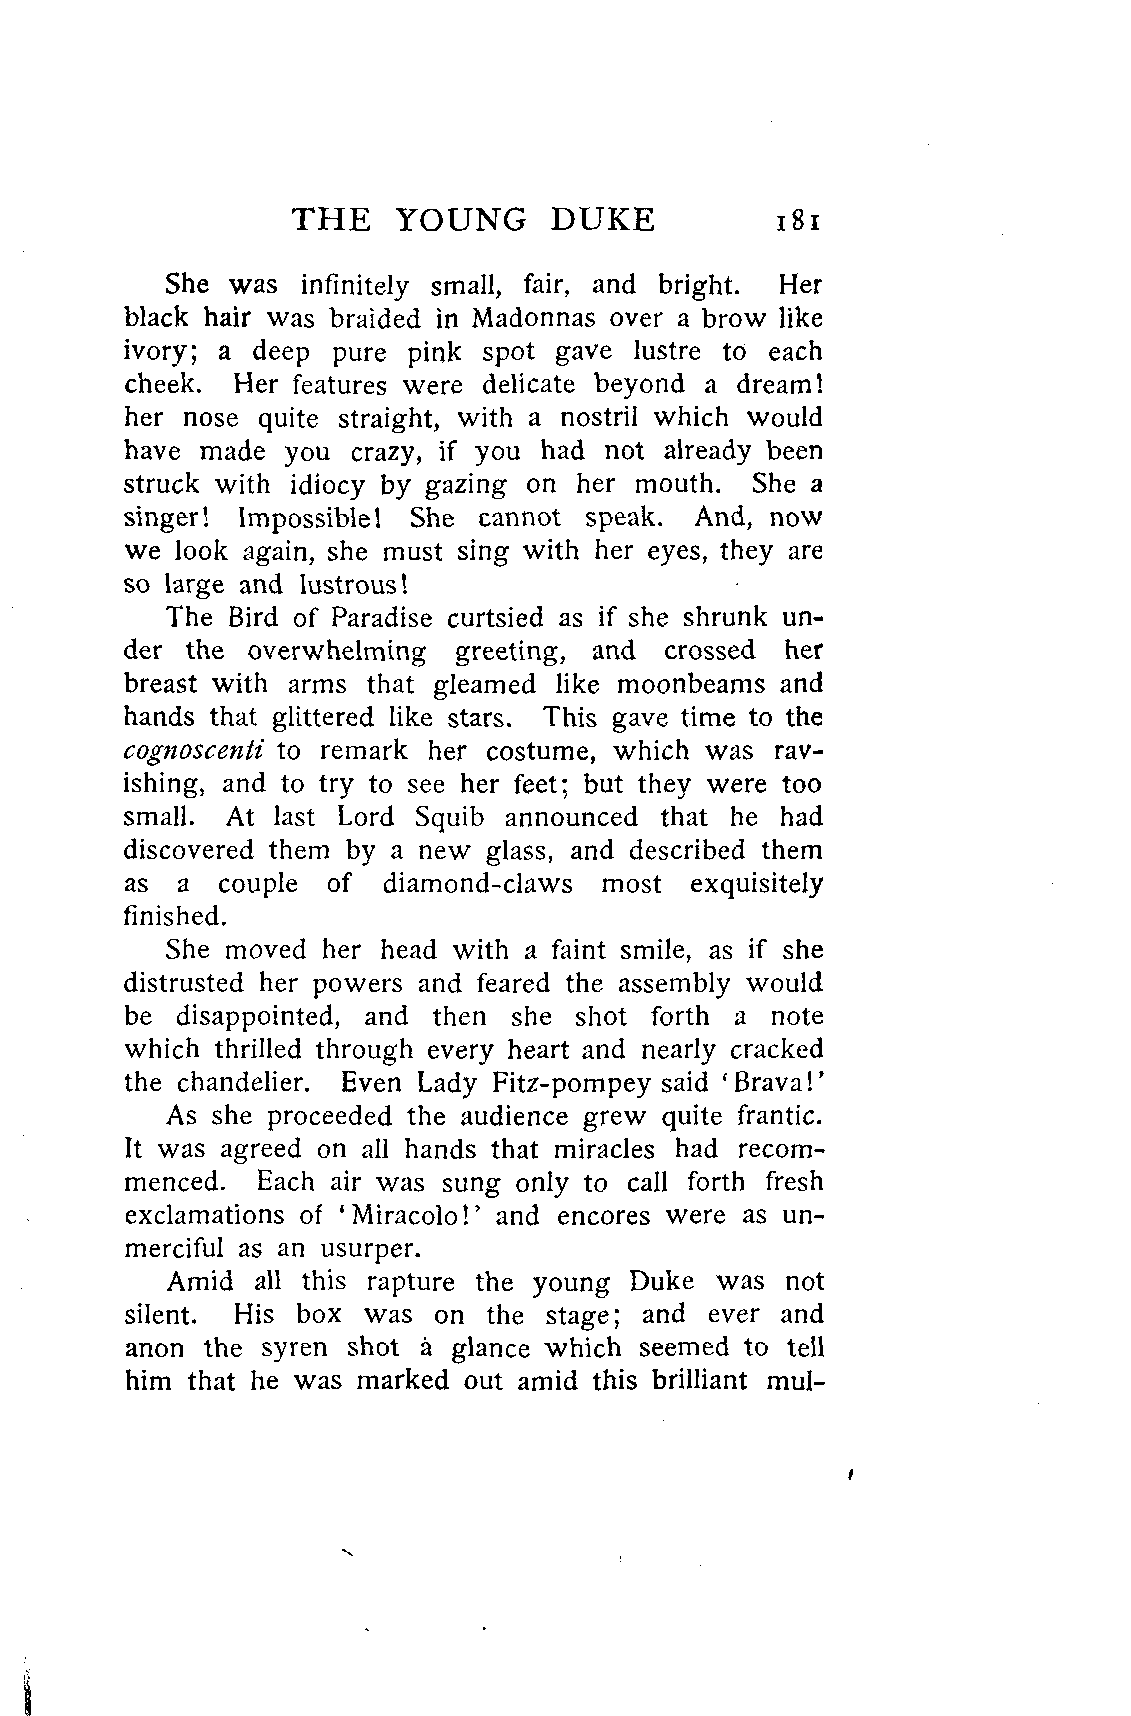 THE YOUNG DUKE 181
She was infinitely small, fair, and bright. Her
black hair was braided in Madonnas over a brow like
ivory; a deep pure pink spot gave lustre to each
cheek. Her features were delicate beyond a dream!
her nose quite straight, with a nostril which would
have made you crazy, if you had not already been
struck with idiocy by gazing on her mouth. She a
singer! Impossible! She cannot speak. And, now
we look again, she must sing with her eyes, they are
so large and lustrous!
The Bird of Paradise curtsied as if she shrunk un-
der the overwhelming greeting, and crossed her
breast with arms that gleamed like moonbeams and
hands that glittered like stars. This gave time to the
cognoscenti to remark her costume, which was rav-
ishing, and to try to see her feet; but they were too
small. At last Lord Squib announced that he had
discovered them by a new glass, and described them
as a couple of diamond-claws most exquisitely
finished.
She moved her head with a faint smile, as if she
distrusted her powers and feared the assembly would
be disappointed, and then she shot forth a note
which thrilled through every heart and nearly cracked
the chandelier. Even Lady Fitz-pompey said ‘Brava!’
As she proceeded the audience grew quite frantic.
It was agreed on all hands that miracles had recom-
menced. Each air was sung only to call forth fresh
exclamations of ‘Miracolo!’ and encores were as un-
merciful as an usurper.
Amid all this rapture the young Duke was not
silent. His box was on the stage; and ever and
anon the syren shot a glance which seemed to tell
him that he was marked out amid this brilliant mul-